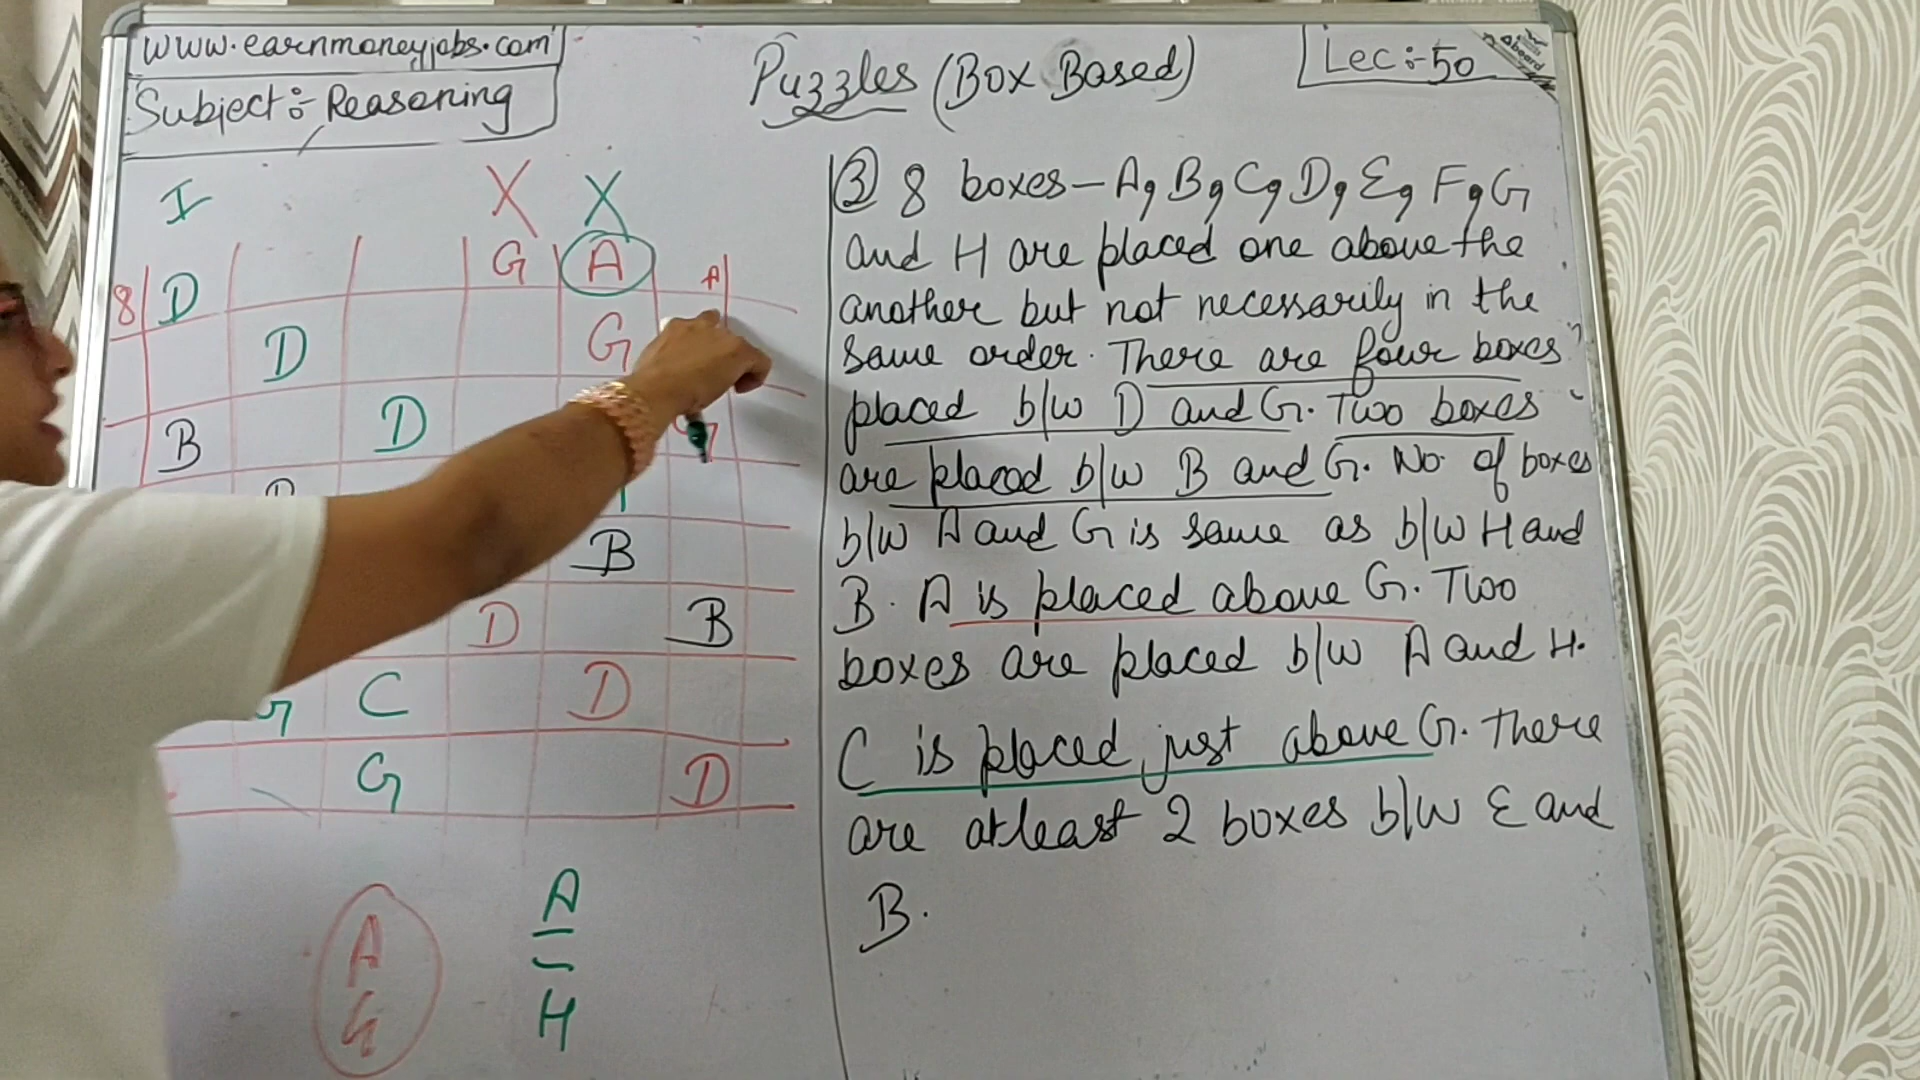 www.earnmoneyjobs.com
Subject:- Reasoning
Puzzles (Box Based)
Lec:-50
I X X
G A A
8 D
D G
B D
B
D B
C D
G D
A
G
A
H
③ 8 boxes - A, B, C, D, E, F, G
and H are placed one above the
another but not necessarily in the
same order. There are four boxes
placed b/w D and G. Two boxes
are placed b/w B and G. No of boxes
b/w A and G is same as b/w H and
B. A is placed above G. Two
boxes are placed b/w A and H.
C is placed just above G. There
are atleast 2 boxes b/w E and
B.